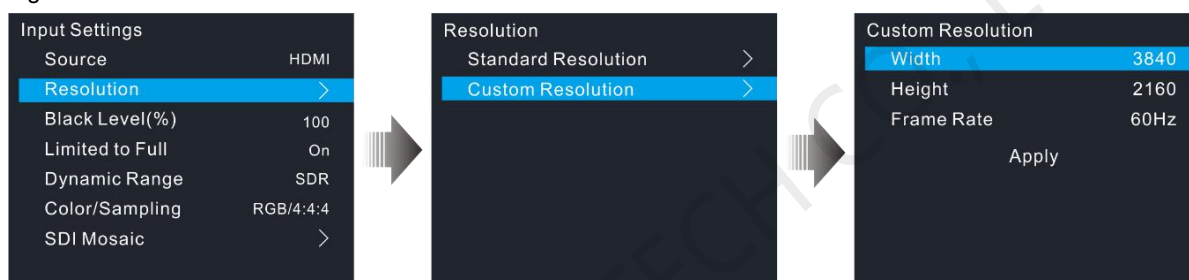 Input Settings
Source HDMI
Resolution >
Black Level(%) 100
Limited to Full On
Dynamic Range SDR
Color/Sampling RGB/4:4:4
SDI Mosaic >
Resolution
Standard Resolution >
Custom Resolution >
Custom Resolution
Width 3840
Height 2160
Frame Rate 60Hz
Apply